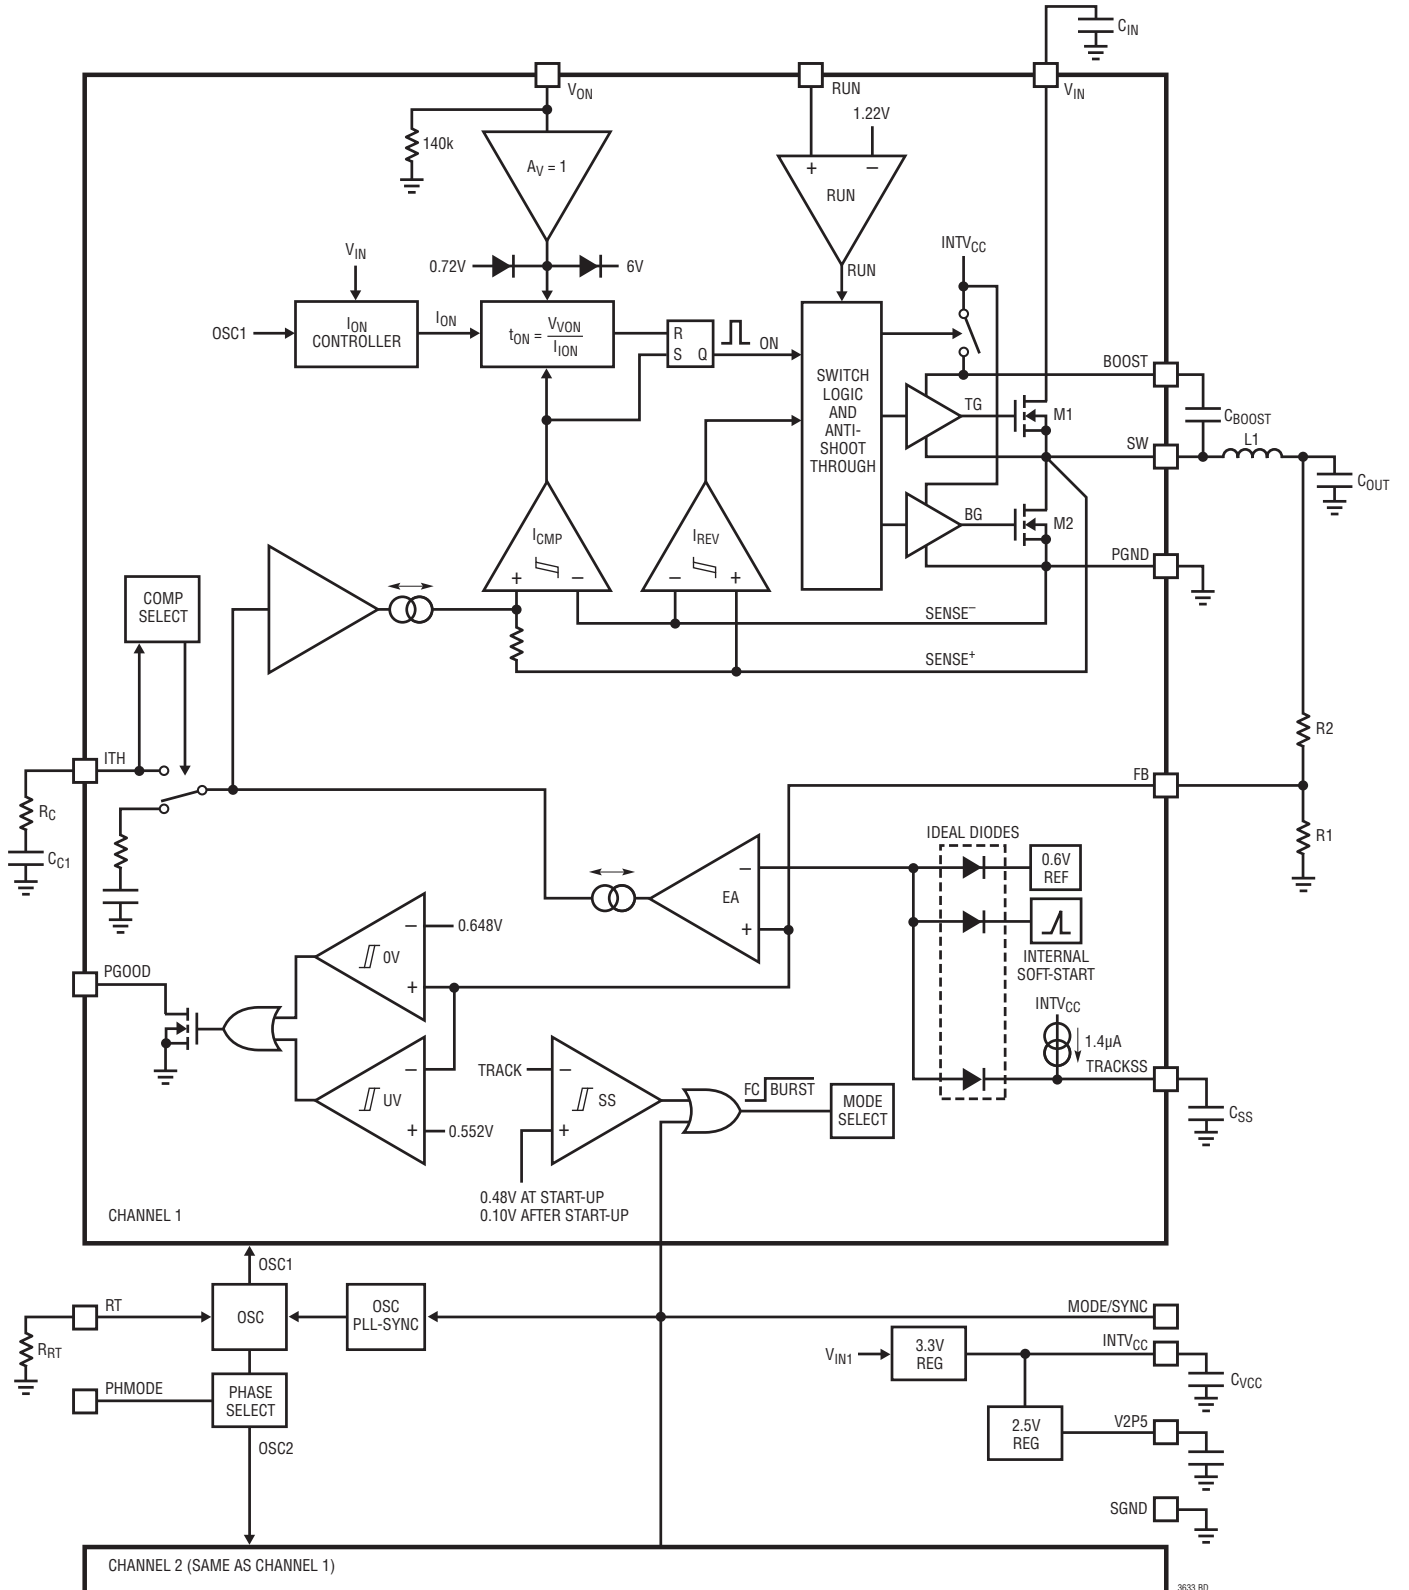 C_IN
V_ON
RUN
V_IN
140k
A_V = 1
1.22V
+
−
RUN
V_IN
0.72V
6V
RUN
INTV_CC
OSC1
I_ON
CONTROLLER
I_ON
t_ON = V_VON / I_ION
R
S Q
ON
SWITCH
LOGIC
AND
ANTI-
SHOOT
THROUGH
BOOST
TG
M1
C_BOOST
SW
L1
C_OUT
BG
M2
PGND
I_CMP
+ −
I_REV
− +
COMP
SELECT
SENSE−
SENSE+
ITH
R_C
C_C1
R2
FB
R1
IDEAL DIODES
0.6V
REF
−
EA
+
INTERNAL
SOFT-START
−
0.648V
0V
+
PGOOD
INTV_CC
1.4µA
TRACKSS
C_SS
−
UV
+
0.552V
TRACK
−
SS
+
FC BURST
MODE
SELECT
0.48V AT START-UP
0.10V AFTER START-UP
CHANNEL 1
OSC1
RT
R_RT
OSC
OSC
PLL-SYNC
MODE/SYNC
V_IN1
3.3V
REG
INTV_CC
C_VCC
PHMODE
PHASE
SELECT
2.5V
REG
V2P5
OSC2
SGND
CHANNEL 2 (SAME AS CHANNEL 1)
3633 BD